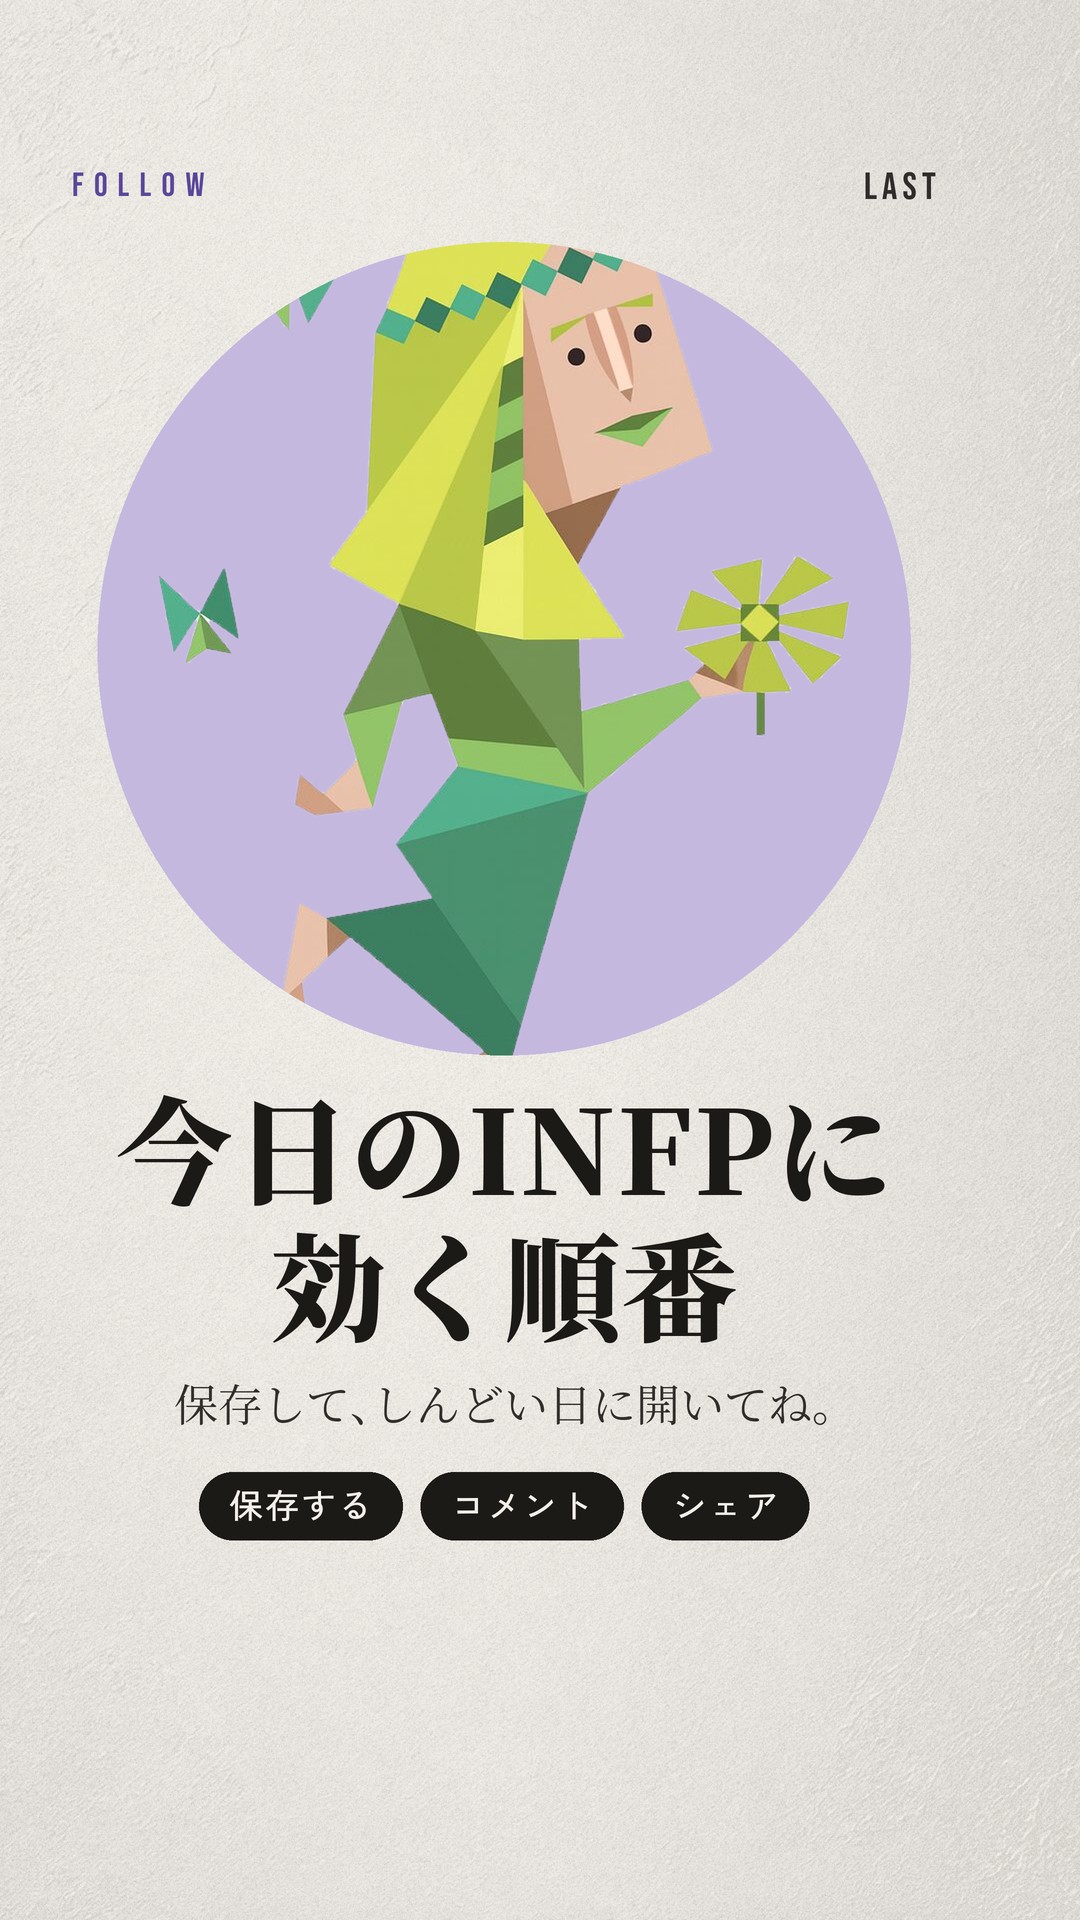 FOLLOW
LAST
今日のINFPに
効く順番
保存して、しんどい日に開いてね。
保存する
コメント
シェア